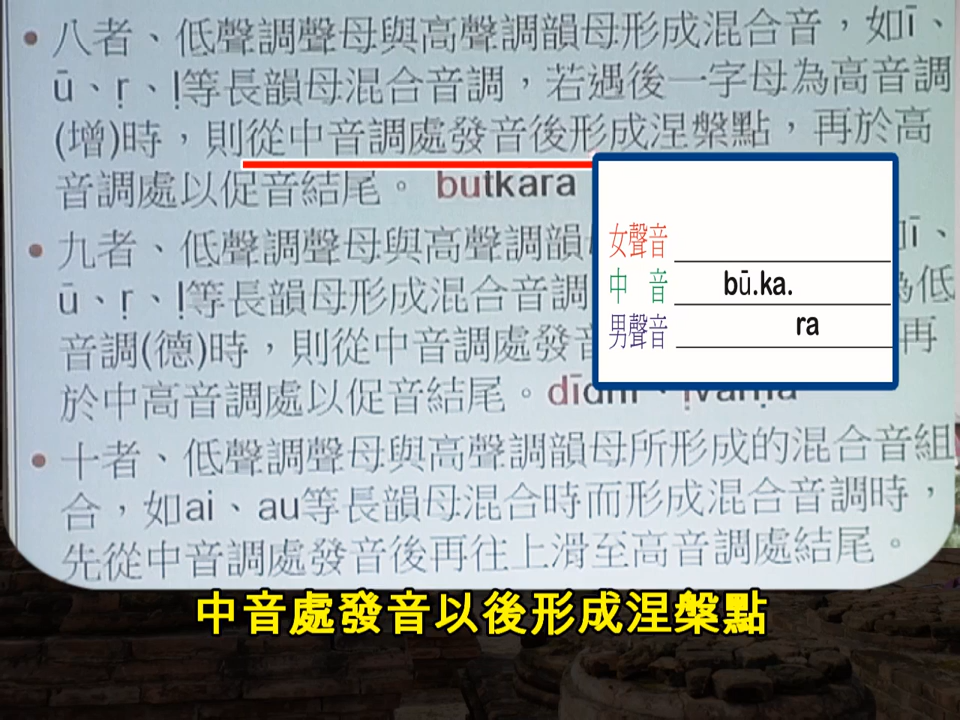 • 八者、低聲調聲母與高聲調韻母形成混合音，如ī、
ū、ṛ、ḷ等長韻母混合音調，若遇後一字母為高音調
(增)時，則從中音調處發音後形成涅槃點，再於高
音調處以促音結尾。 butkara
• 九者、低聲調聲母與高聲調韻 ī、
ū、ṛ、ḷ等長韻母形成混合音調 為低
音調(德)時，則從中音調處發音 再
於中高音調處以促音結尾。
• 十者、低聲調聲母與高聲調韻母所形成的混合音組
合，如ai、au等長韻母混合時而形成混合音調時，
先從中音調處發音後再往上滑至高音調處結尾。
女聲音
中 音 bū.ka.
男聲音 ra
中音處發音以後形成涅槃點